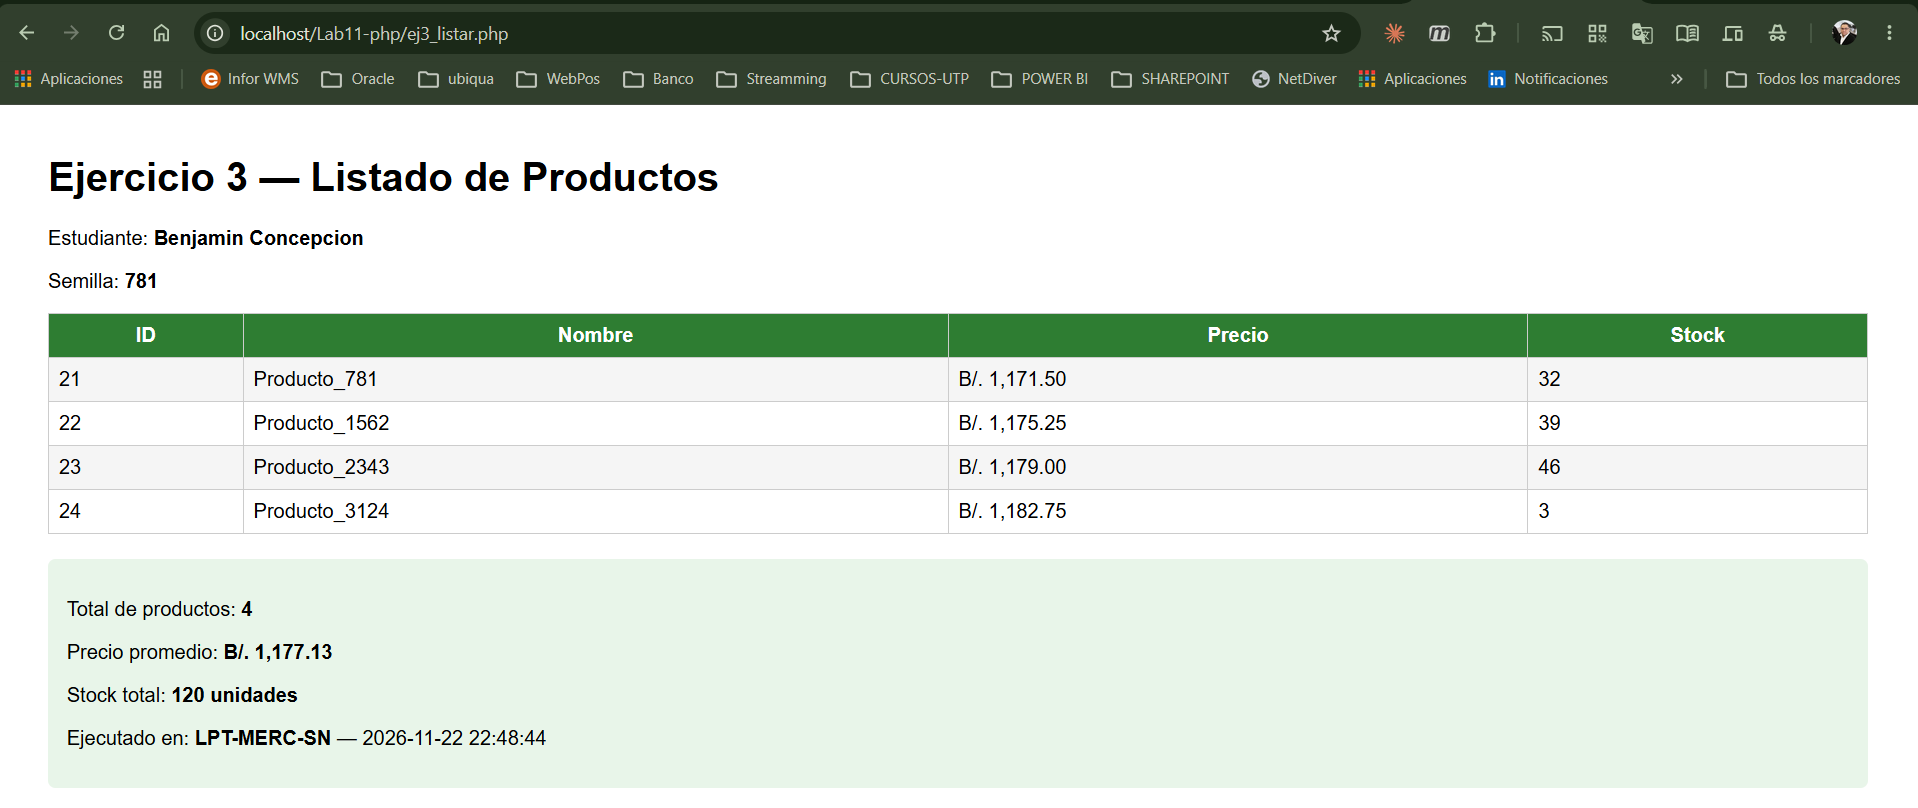 localhost/Lab11-php/ej3_listar.php
Aplicaciones Infor WMS Oracle ubiqua WebPos Banco Streamming CURSOS-UTP POWER BI SHAREPOINT NetDiver Aplicaciones Notificaciones » Todos los marcadores
Ejercicio 3 — Listado de Productos
Estudiante: Benjamin Concepcion
Semilla: 781
ID Nombre Precio Stock
21 Producto_781 B/. 1,171.50 32
22 Producto_1562 B/. 1,175.25 39
23 Producto_2343 B/. 1,179.00 46
24 Producto_3124 B/. 1,182.75 3
Total de productos: 4
Precio promedio: B/. 1,177.13
Stock total: 120 unidades
Ejecutado en: LPT-MERC-SN — 2026-11-22 22:48:44